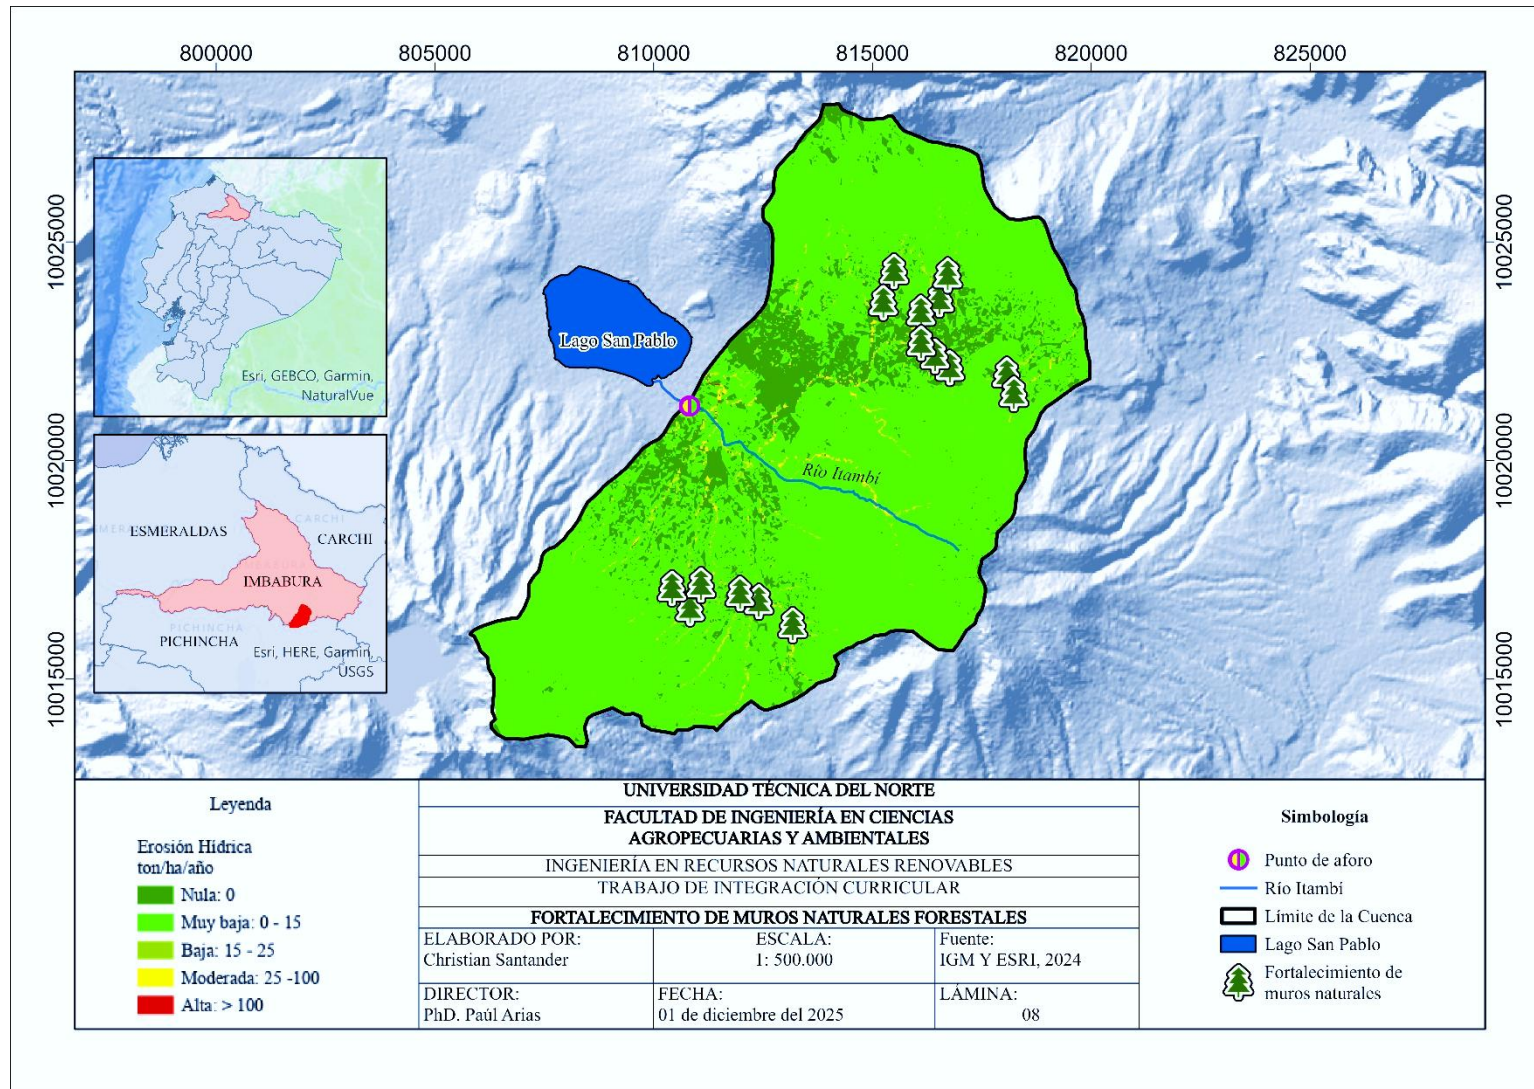 800000
805000
810000
815000
820000
825000
10025000
10020000
10015000
10025000
10020000
10015000
Esri, GEBCO, Garmin,
NaturalVue
ESMERALDAS
CARCHI
CARCHI
IMBABURA
PICHINCHA
PICHINCHA
Esri, HERE, Garmin,
USGS
Lago San Pablo
Río Itambí
Leyenda
Erosión Hídrica
ton/ha/año
Nula: 0
Muy baja: 0 - 15
Baja: 15 - 25
Moderada: 25 -100
Alta: > 100
UNIVERSIDAD TÉCNICA DEL NORTE
FACULTAD DE INGENIERÍA EN CIENCIAS
AGROPECUARIAS Y AMBIENTALES
INGENIERÍA EN RECURSOS NATURALES RENOVABLES
TRABAJO DE INTEGRACIÓN CURRICULAR
FORTALECIMIENTO DE MUROS NATURALES FORESTALES
ELABORADO POR:
Christian Santander
ESCALA:
1: 500.000
Fuente:
IGM Y ESRI, 2024
DIRECTOR:
PhD. Paúl Arias
FECHA:
01 de diciembre del 2025
LÁMINA:
08
Simbología
Punto de aforo
Río Itambí
Límite de la Cuenca
Lago San Pablo
Fortalecimiento de
muros naturales